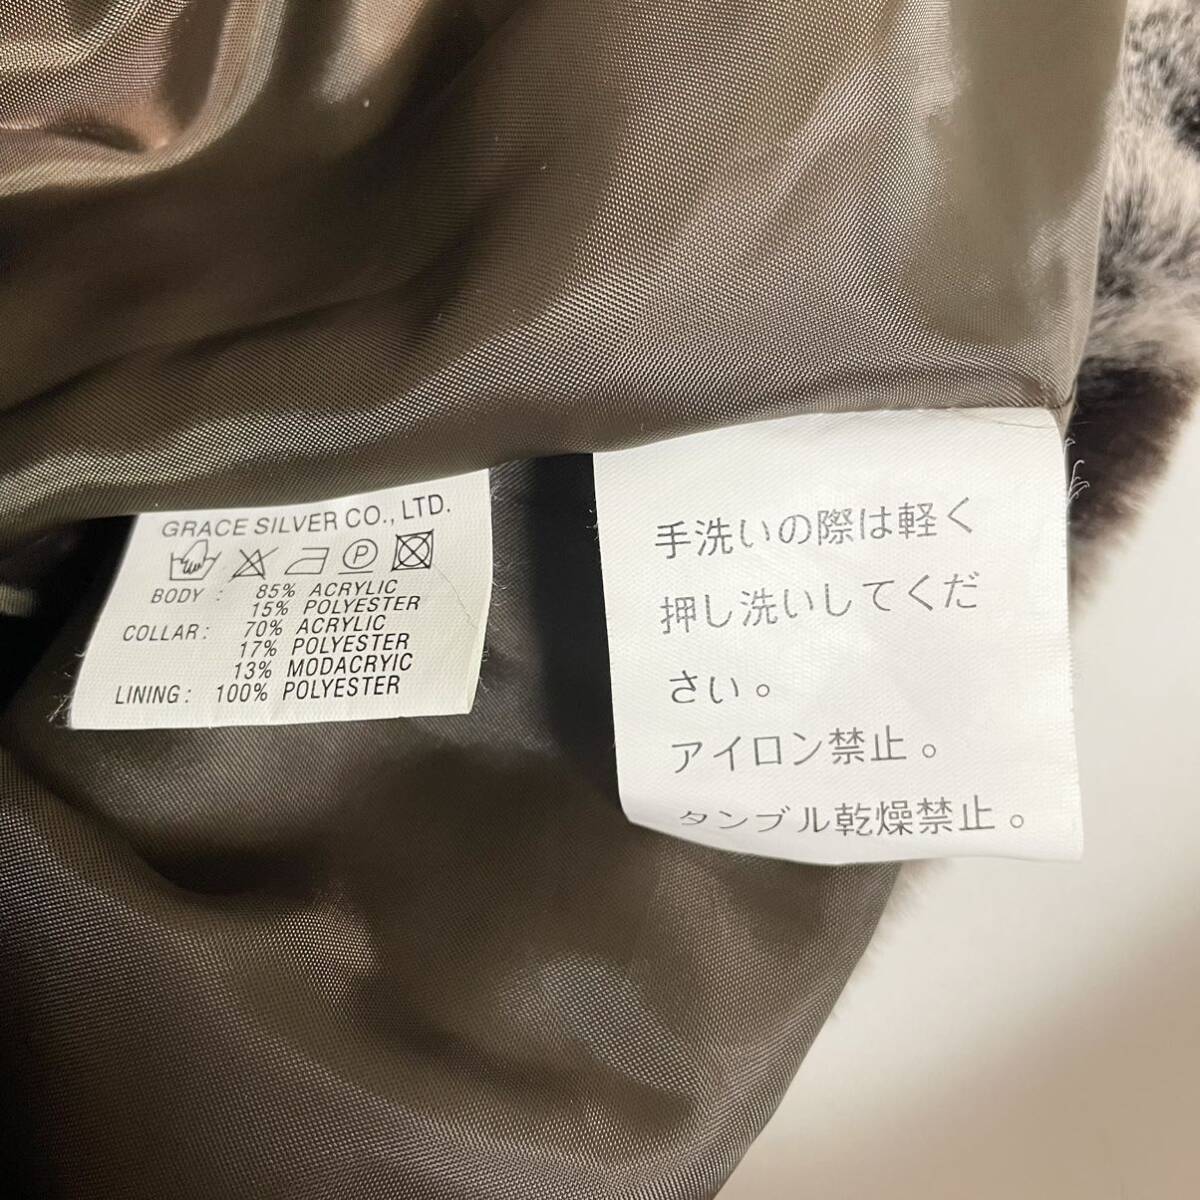 GRACE SILVER CO., LTD.
P
BODY : 85% ACRYLIC
15% POLYESTER
COLLAR: 70% ACRYLIC
17% POLYESTER
13% MODACRYIC
LINING: 100% POLYESTER
手洗いの際は軽く
押し洗いしてくだ
さい。
アイロン禁止。
タンブル乾燥禁止。